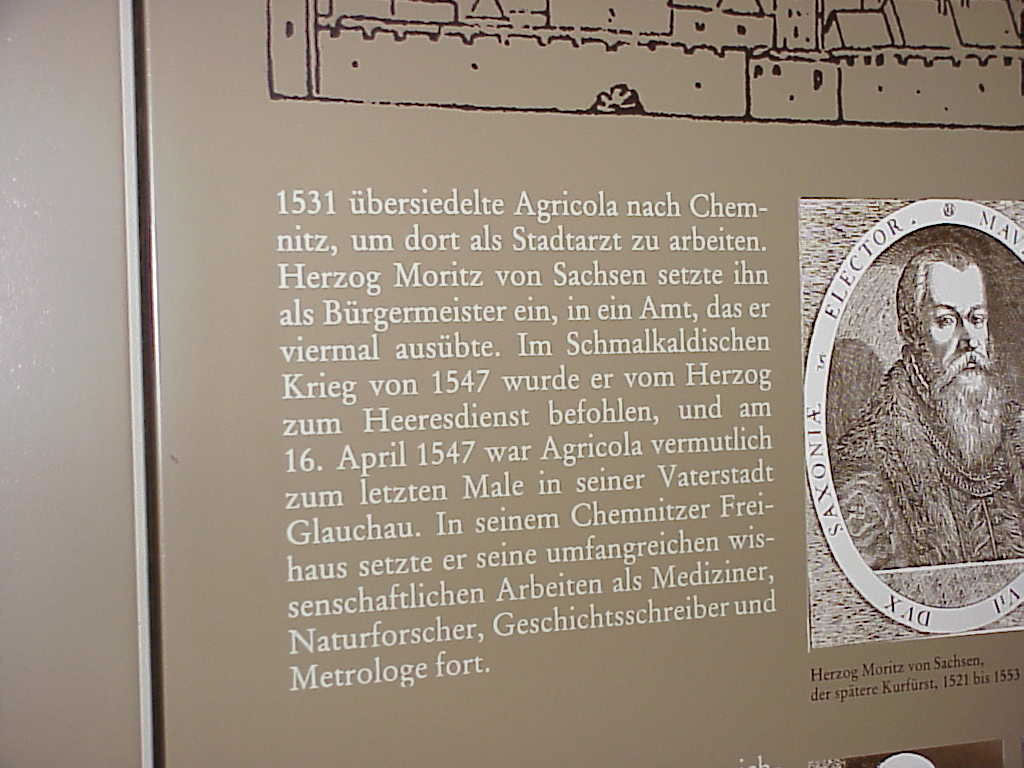 1531 übersiedelte Agricola nach Chem-
nitz, um dort als Stadtarzt zu arbeiten.
Herzog Moritz von Sachsen setzte ihn
als Bürgermeister ein, in ein Amt, das er
viermal ausübte. Im Schmalkaldischen
Krieg von 1547 wurde er vom Herzog
zum Heeresdienst befohlen, und am
16. April 1547 war Agricola vermutlich
zum letzten Male in seiner Vaterstadt
Glauchau. In seinem Chemnitzer Frei-
haus setzte er seine umfangreichen wis-
senschaftlichen Arbeiten als Mediziner,
Naturforscher, Geschichtsschreiber und
Metrologe fort.
DVX SAXONIÆ ELECTOR. MAV
Herzog Moritz von Sachsen,
der spätere Kurfürst, 1521 bis 1553